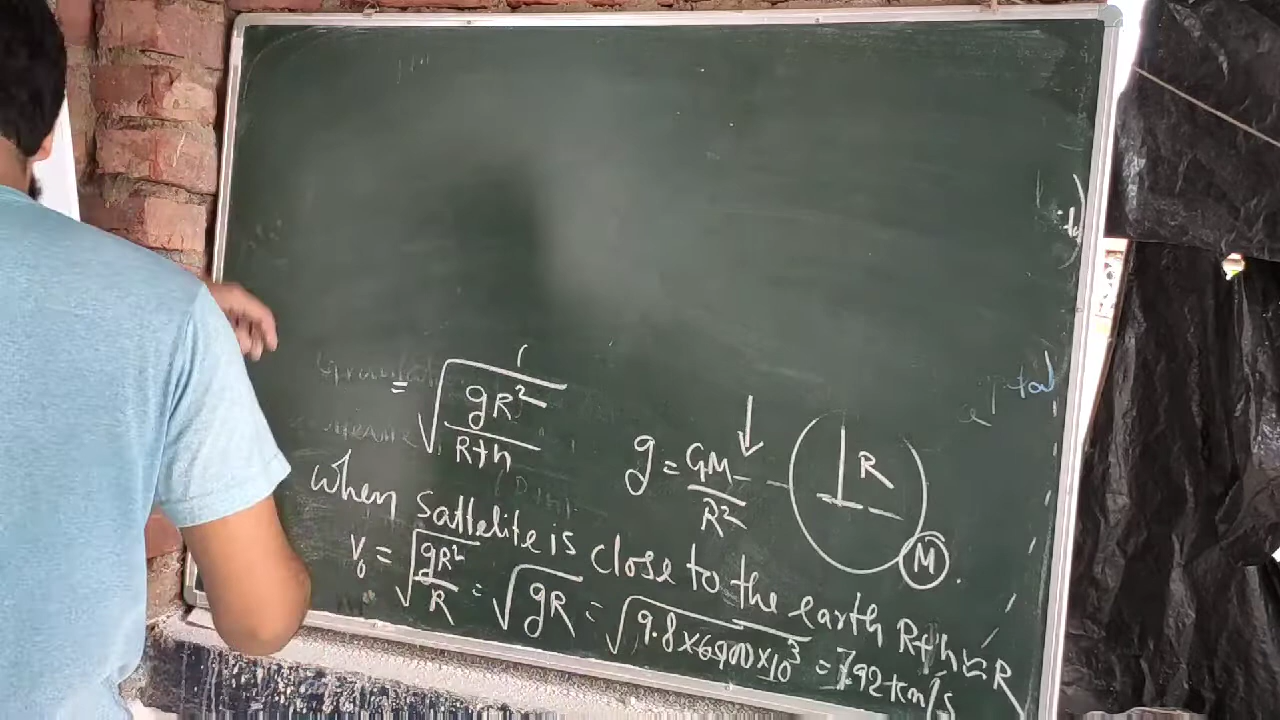 = √(gR²/R+h)
g = GM/R²
R
M
When Sattelite is close to the earth R+h ≈ R
V₀ = √(gR²/R) = √gR = √(9.8×6400×10³) = 7.92 km/s